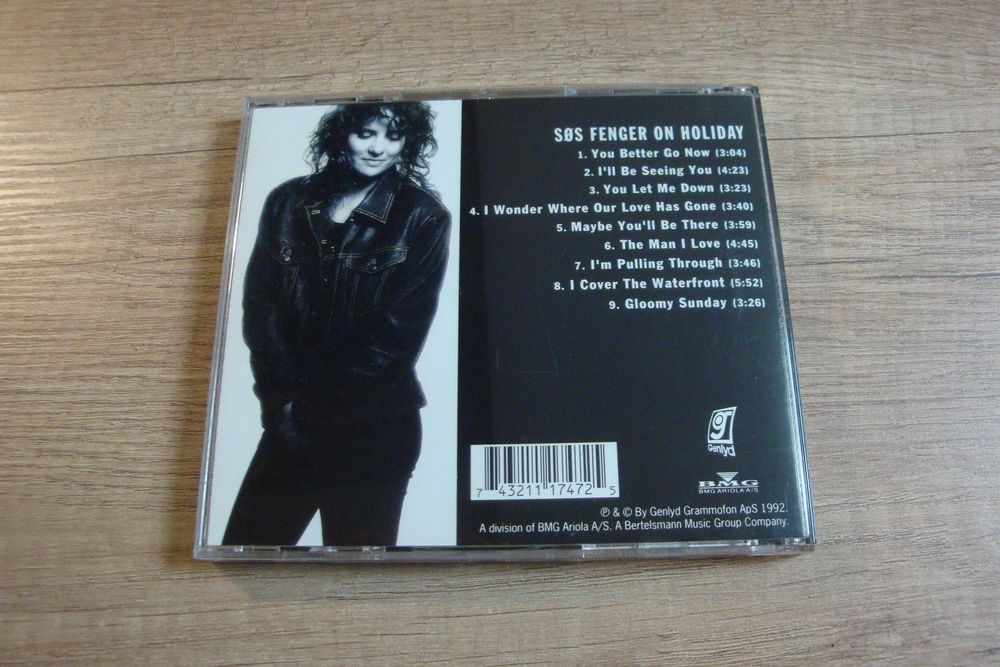 SØS FENGER ON HOLIDAY
1. You Better Go Now (3:04)
2. I'll Be Seeing You (4:23)
3. You Let Me Down (3:23)
4. I Wonder Where Our Love Has Gone (3:40)
5. Maybe You'll Be There (3:59)
6. The Man I Love (4:45)
7. I'm Pulling Through (3:46)
8. I Cover The Waterfront (5:52)
9. Gloomy Sunday (3:26)
g
Genlyd
BMG
BMG ARIOLA A/S
7 43211 17472 5
℗ & © By Genlyd Grammofon ApS 1992.
A division of BMG Ariola A/S. A Bertelsmann Music Group Company.